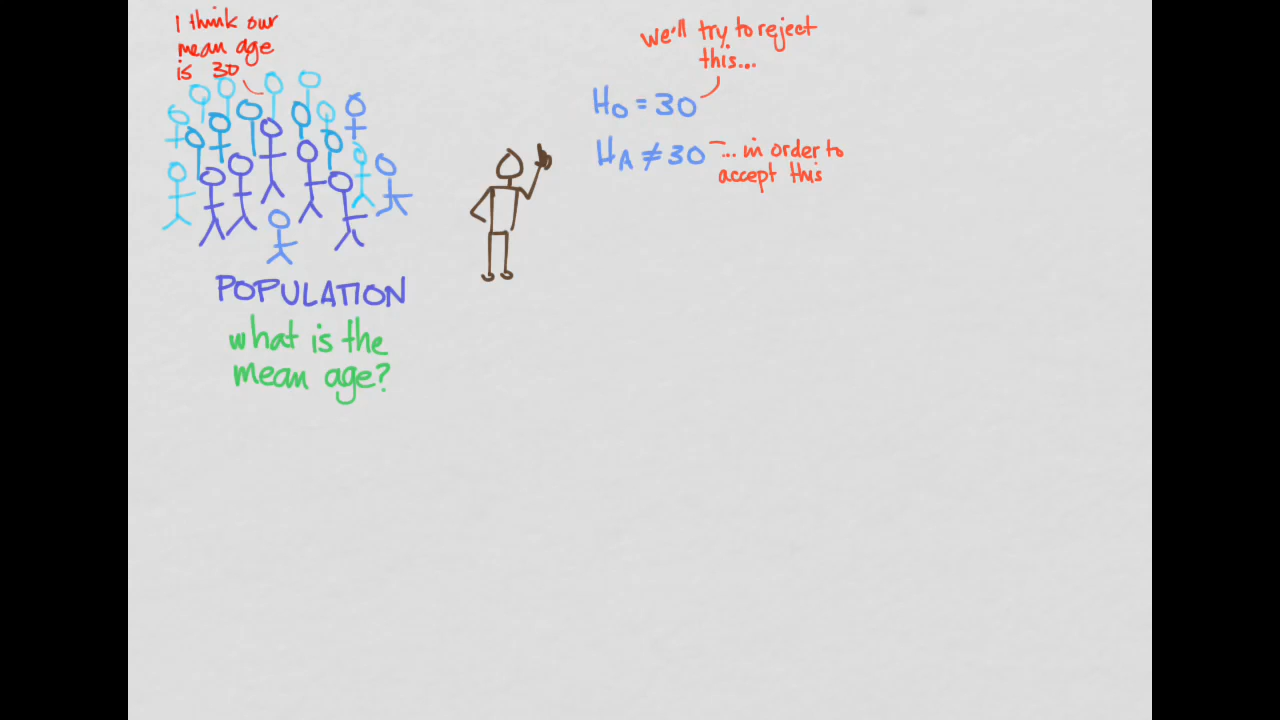 I think our
mean age
is 30
POPULATION
what is the
mean age?
we'll try to reject
this...
H0 = 30
HA ≠ 30
... in order to
accept this